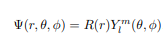 Ψ(r, θ, ϕ) = R(r)Y_l^m(θ, ϕ)